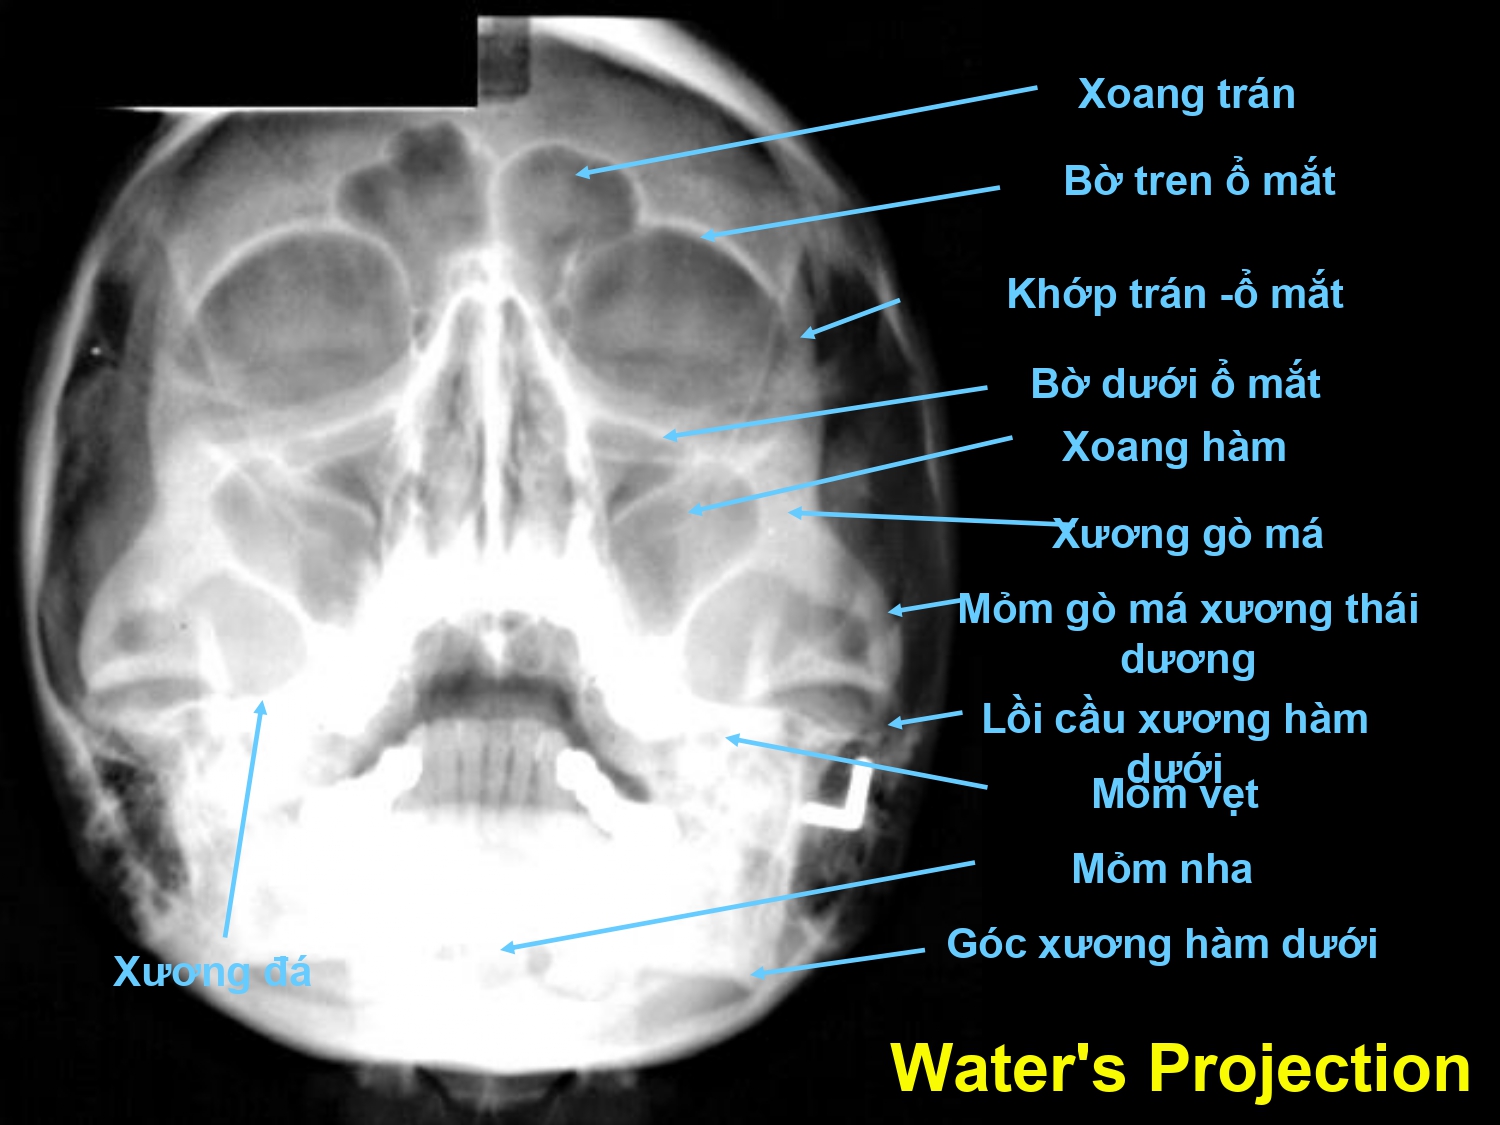 Xoang trán
Bờ tren ổ mắt
Khớp trán -ổ mắt
Bờ dưới ổ mắt
Xoang hàm
Xương gò má
Mỏm gò má xương thái
dương
Lồi cầu xương hàm
dưới
Mỏm vẹt
Mỏm nha
Góc xương hàm dưới
Xương đá
Water's Projection